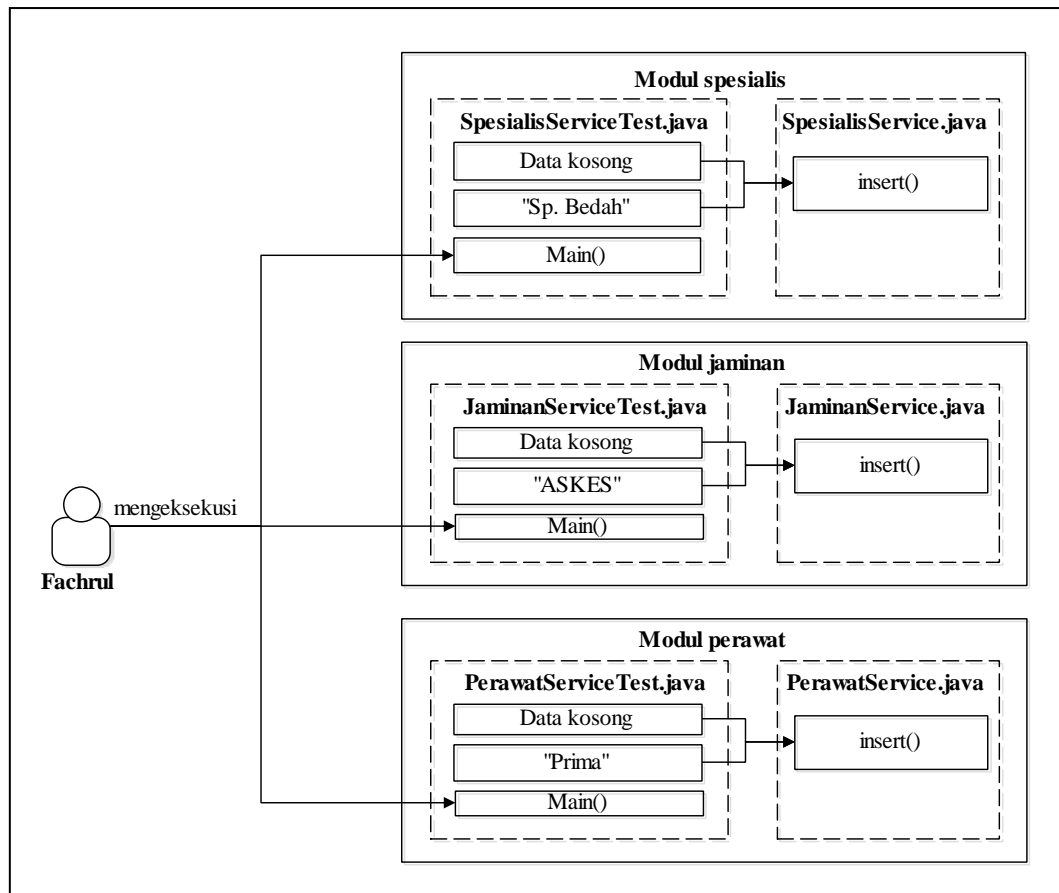 Modul spesialis
SpesialisServiceTest.java
Data kosong
"Sp. Bedah"
Main()
SpesialisService.java
insert()
Modul jaminan
JaminanServiceTest.java
Data kosong
"ASKES"
Main()
JaminanService.java
insert()
mengeksekusi
Fachrul
Modul perawat
PerawatServiceTest.java
Data kosong
"Prima"
Main()
PerawatService.java
insert()